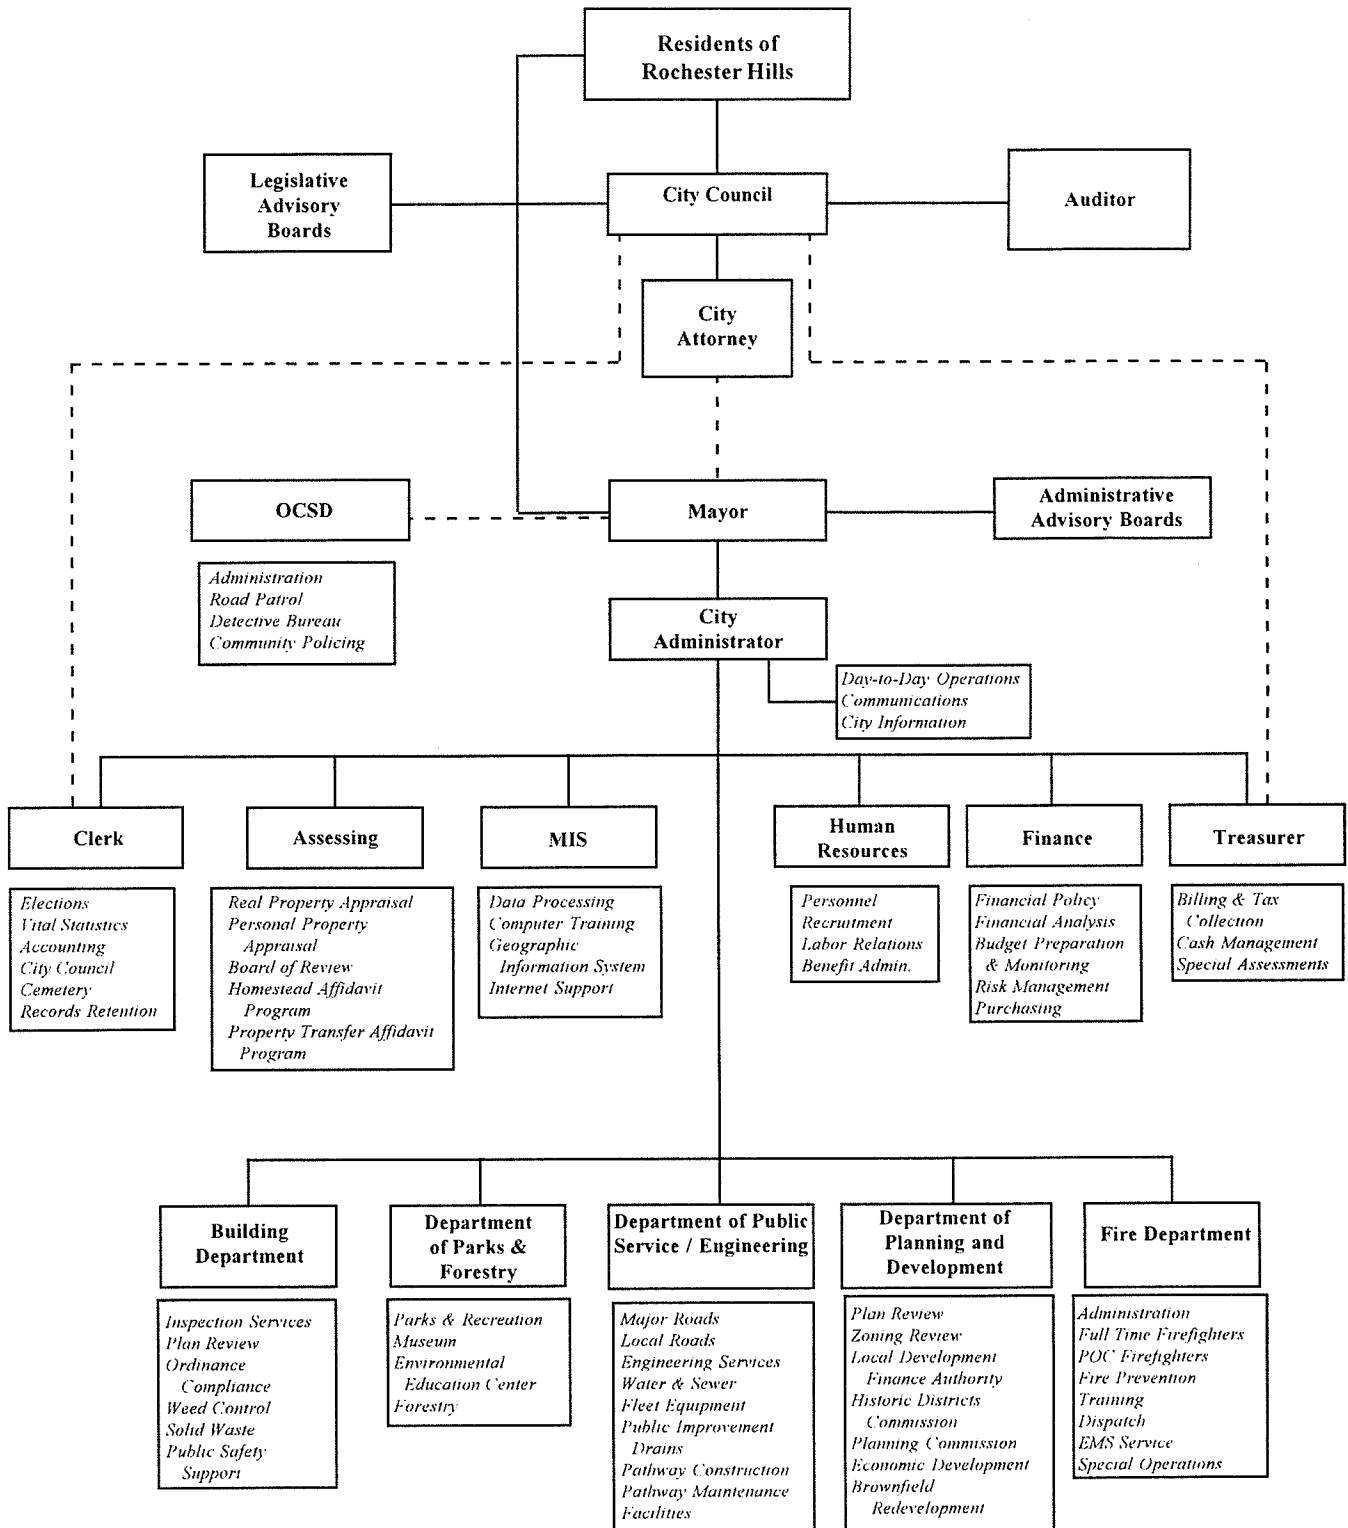 Residents of
Rochester Hills
Legislative
Advisory
Boards
City Council
Auditor
City
Attorney
OCSD
Mayor
Administrative
Advisory Boards
Administration
Road Patrol
Detective Bureau
Community Policing
City
Administrator
Day-to-Day Operations
Communications
City Information
Clerk
Assessing
MIS
Human
Resources
Finance
Treasurer
Elections
Vital Statistics
Accounting
City Council
Cemetery
Records Retention
Real Property Appraisal
Personal Property
Appraisal
Board of Review
Homestead Affidavit
Program
Property Transfer Affidavit
Program
Data Processing
Computer Training
Geographic
Information System
Internet Support
Personnel
Recruitment
Labor Relations
Benefit Admin.
Financial Policy
Financial Analysis
Budget Preparation
& Monitoring
Risk Management
Purchasing
Billing & Tax
Collection
Cash Management
Special Assessments
Building
Department
Department
of Parks &
Forestry
Department of Public
Service / Engineering
Department of
Planning and
Development
Fire Department
Inspection Services
Plan Review
Ordinance
Compliance
Weed Control
Solid Waste
Public Safety
Support
Parks & Recreation
Museum
Environmental
Education Center
Forestry
Major Roads
Local Roads
Engineering Services
Water & Sewer
Fleet Equipment
Public Improvement
Drains
Pathway Construction
Pathway Maintenance
Facilities
Plan Review
Zoning Review
Local Development
Finance Authority
Historic Districts
Commission
Planning Commission
Economic Development
Brownfield
Redevelopment
Administration
Full Time Firefighters
POC Firefighters
Fire Prevention
Training
Dispatch
EMS Service
Special Operations